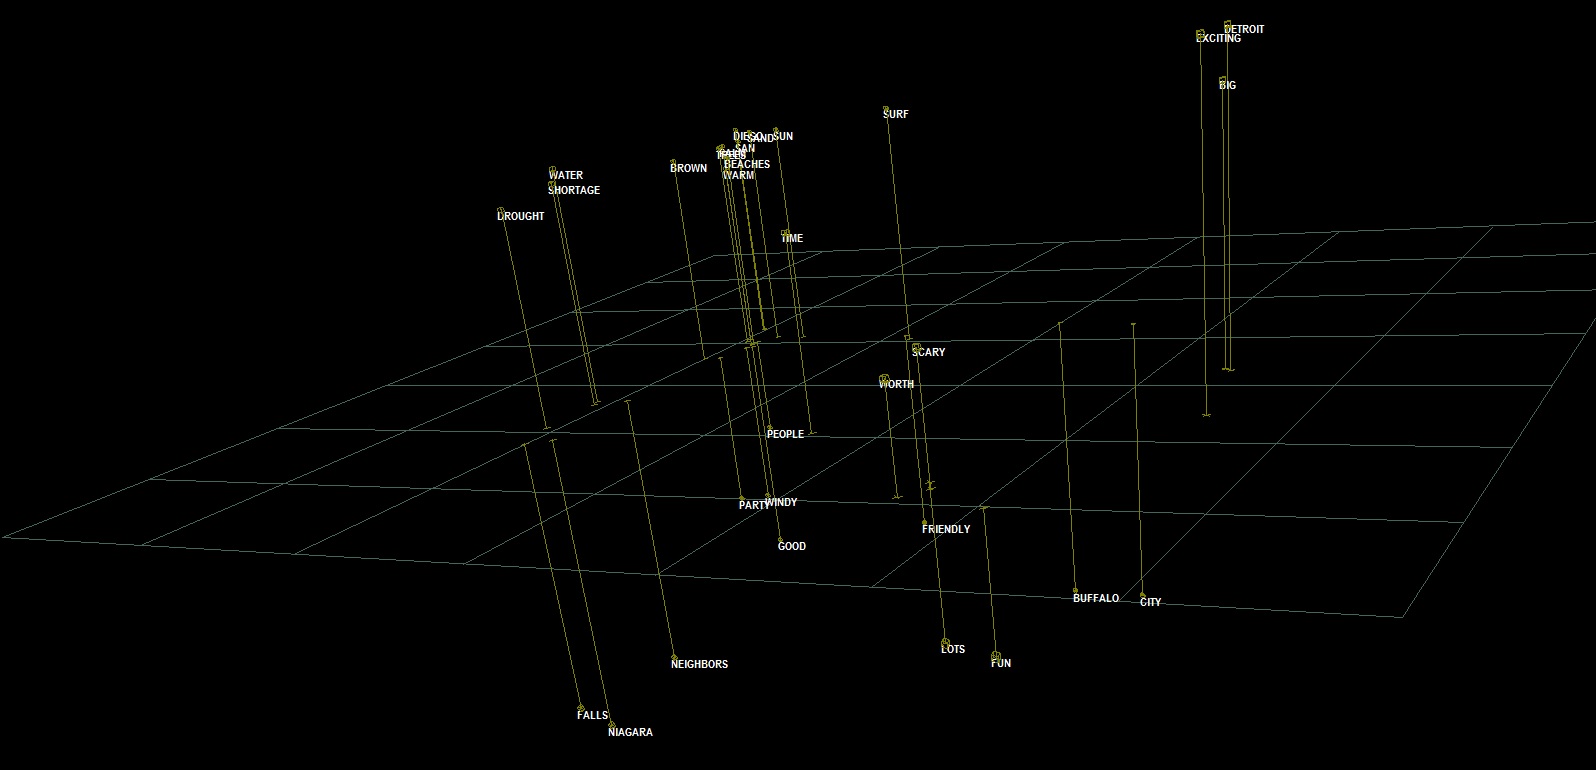 DETROIT
EXCITING
BIG
SURF
DIEGO
SAND
SUN
SAN
TREES
BEACHES
BROWN
WARM
WATER
SHORTAGE
DROUGHT
TIME
SCARY
WORTH
PEOPLE
PARTY
WINDY
FRIENDLY
GOOD
BUFFALO
CITY
LOTS
FUN
NEIGHBORS
FALLS
NIAGARA